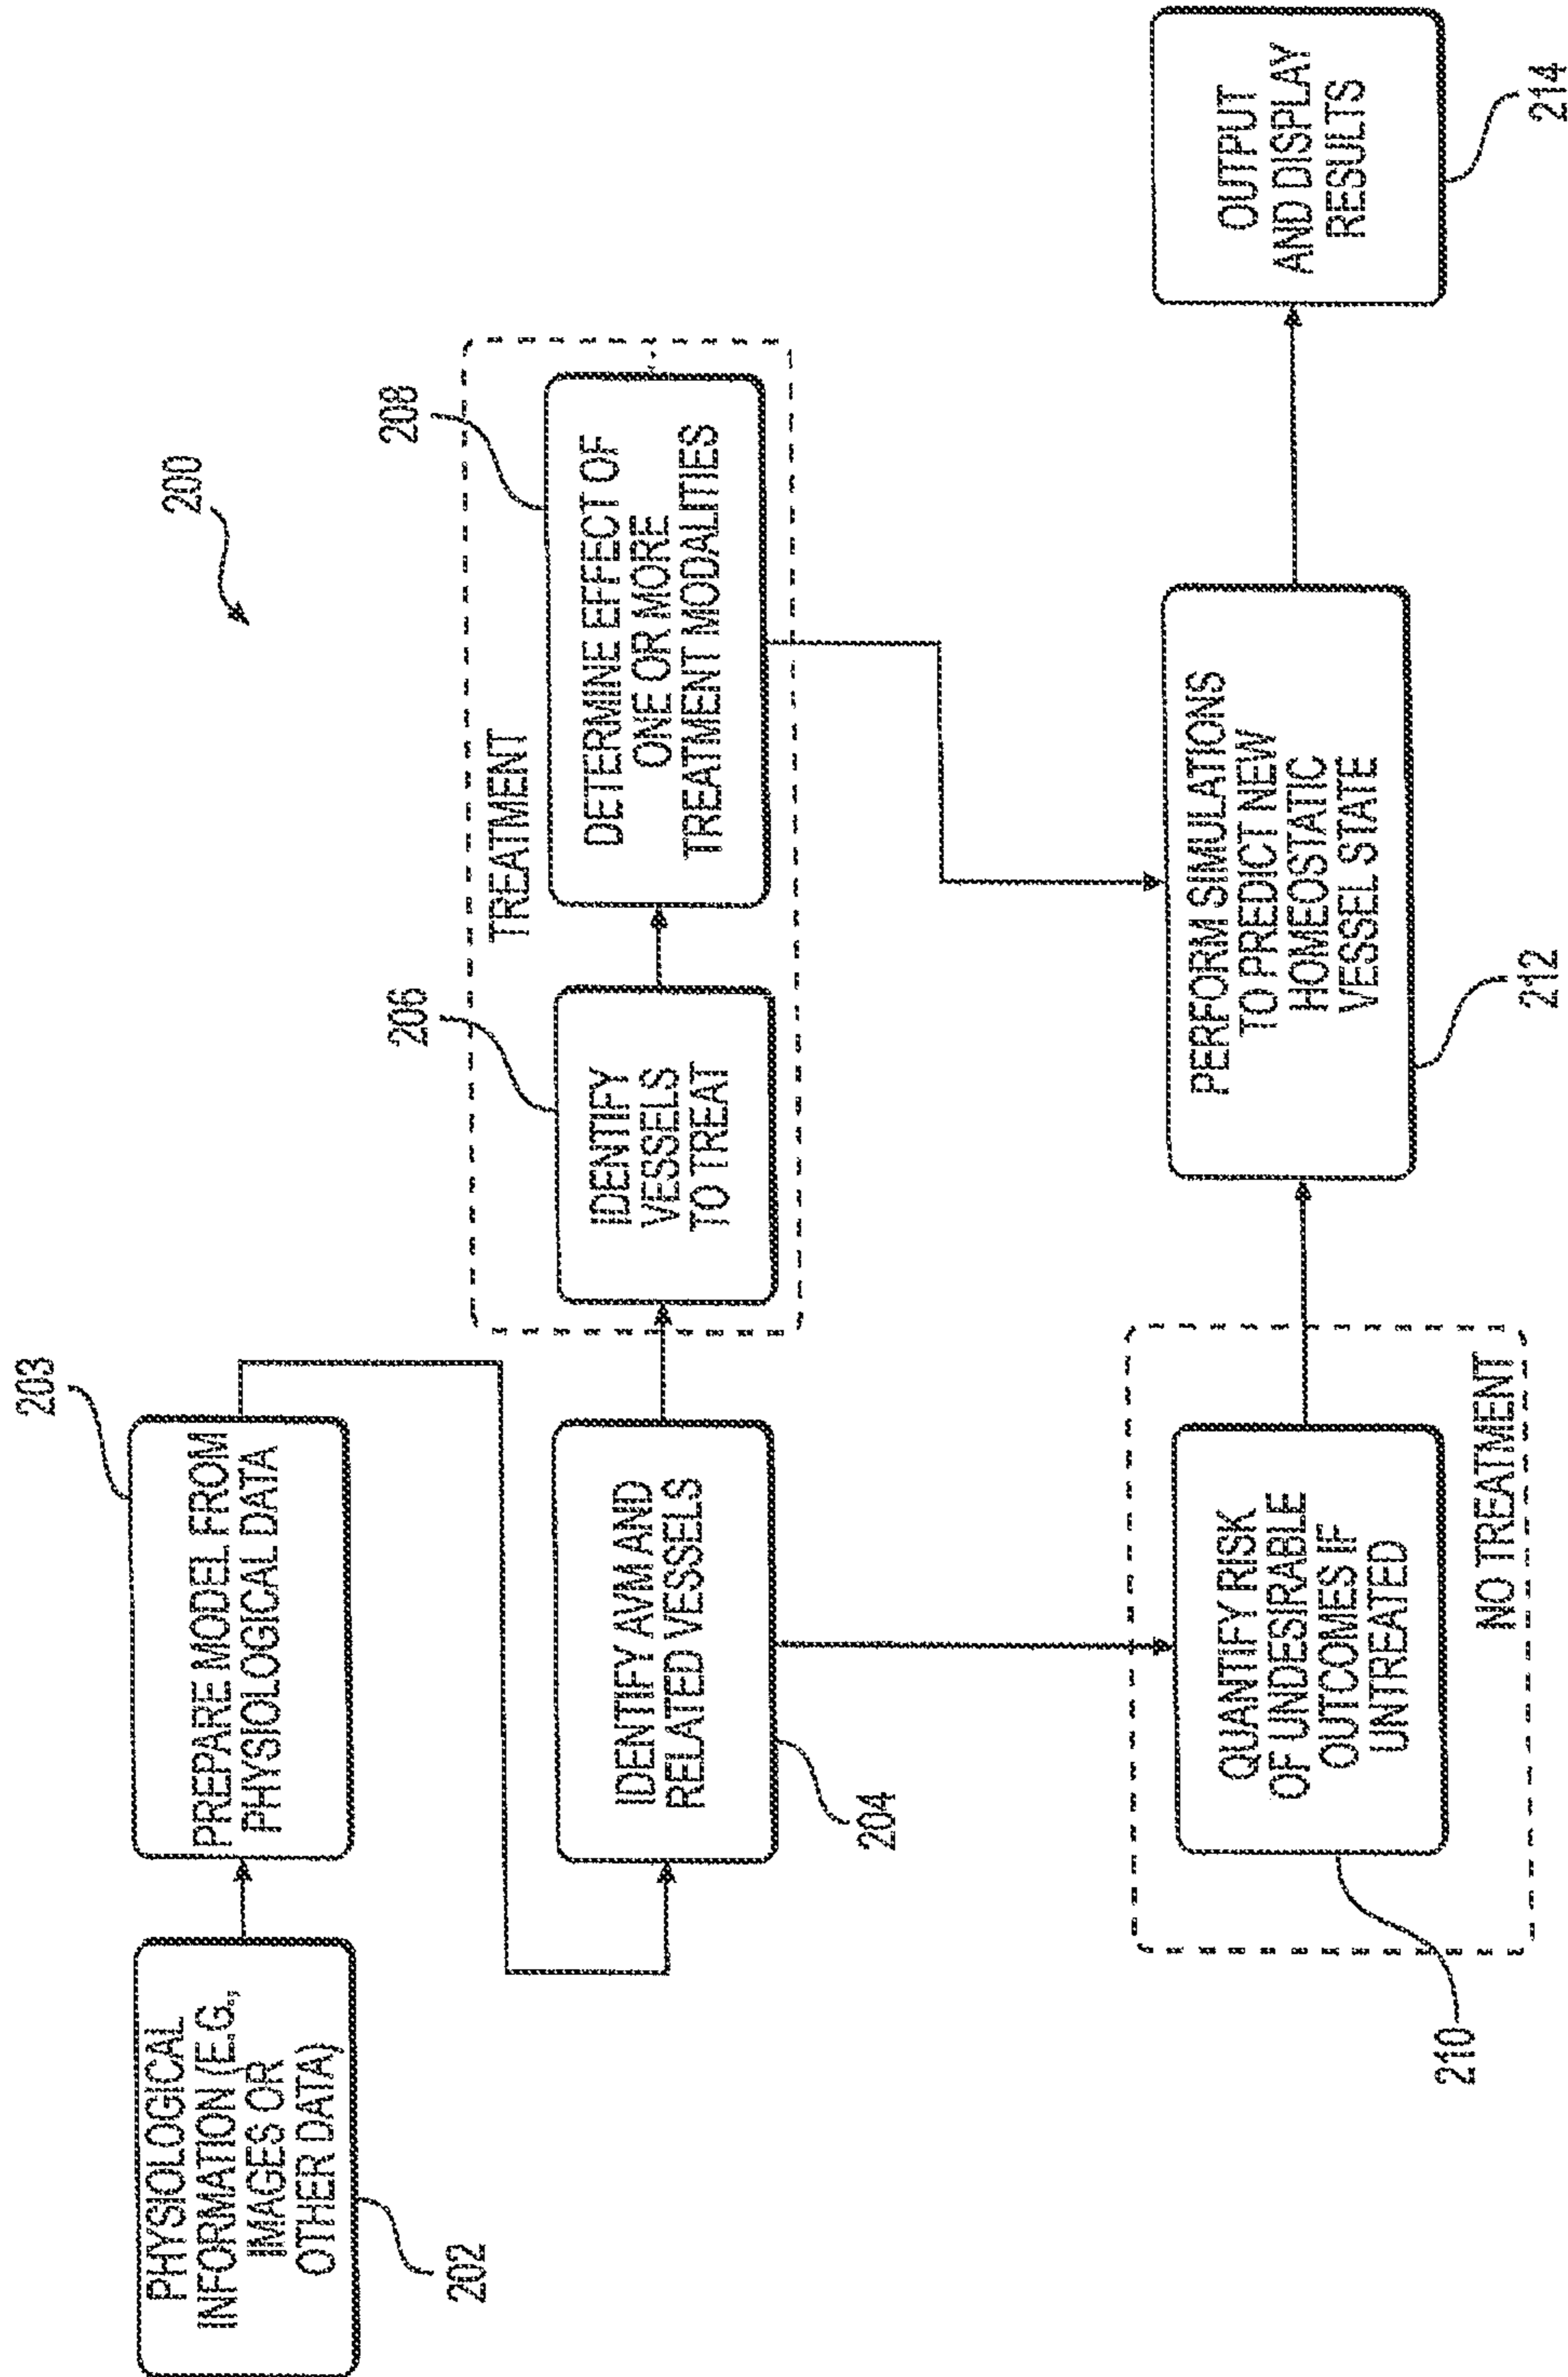 200
PHYSIOLOGICAL
INFORMATION (E.G.,
IMAGES OR
OTHER DATA)
202
PREPARE MODEL FROM
PHYSIOLOGICAL DATA
203
IDENTIFY AVM AND
RELATED VESSELS
204
TREATMENT
IDENTIFY
VESSELS
TO TREAT
206
DETERMINE EFFECT OF
ONE OR MORE
TREATMENT MODALITIES
208
QUANTIFY RISK
OF UNDESIRABLE
OUTCOMES IF
UNTREATED
NO TREATMENT
210
PERFORM SIMULATIONS
TO PREDICT NEW
HOMEOSTATIC
VESSEL STATE
212
OUTPUT
AND DISPLAY
RESULTS
214